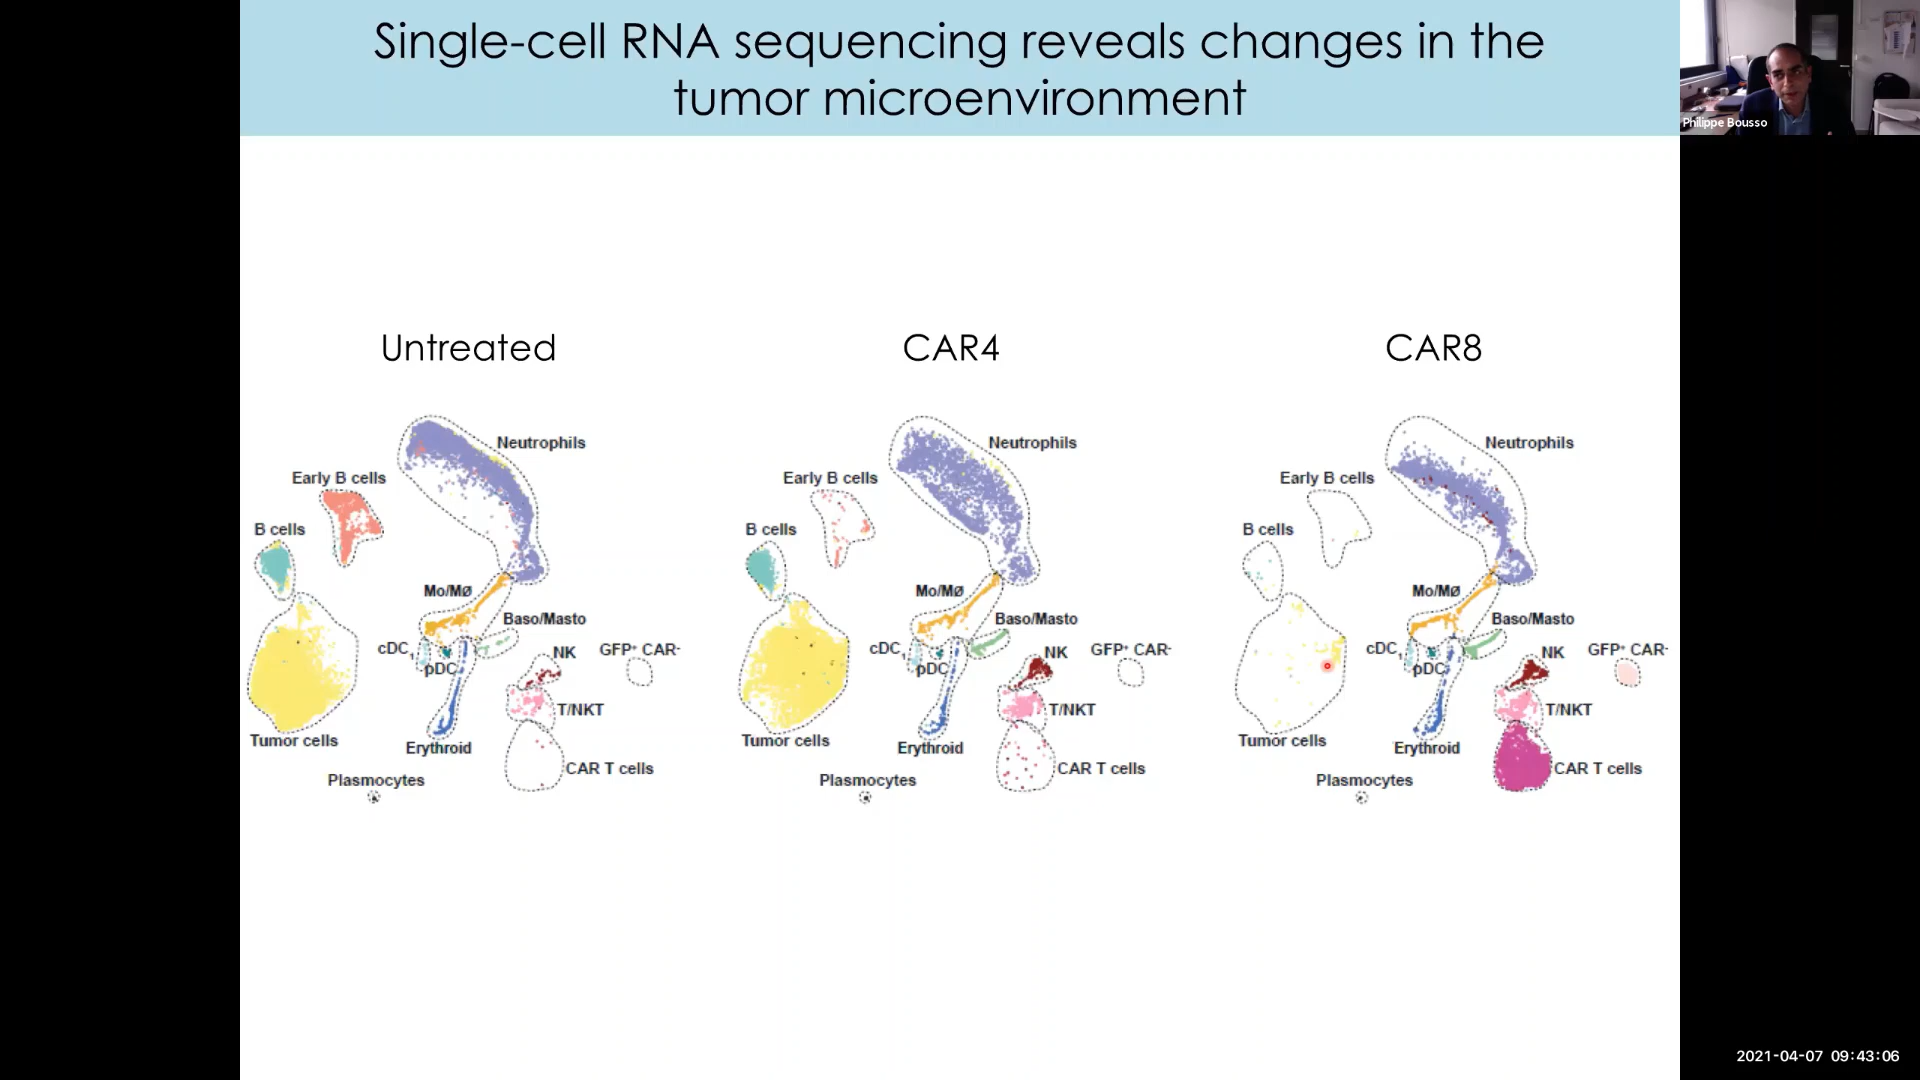 Single-cell RNA sequencing reveals changes in the
tumor microenvironment
Philippe Bousso
Untreated
Neutrophils
Early B cells
B cells
Mo/MØ
Baso/Masto
cDC1
pDC
NK
GFP+ CAR-
T/NKT
Tumor cells
Erythroid
CAR T cells
Plasmocytes
CAR4
Neutrophils
Early B cells
B cells
Mo/MØ
Baso/Masto
cDC1
pDC
NK
GFP+ CAR-
T/NKT
Tumor cells
Erythroid
CAR T cells
Plasmocytes
CAR8
Neutrophils
Early B cells
B cells
Mo/MØ
Baso/Masto
cDC1
pDC
NK
GFP+ CAR-
T/NKT
Tumor cells
Erythroid
CAR T cells
Plasmocytes
2021-04-07 09:43:06